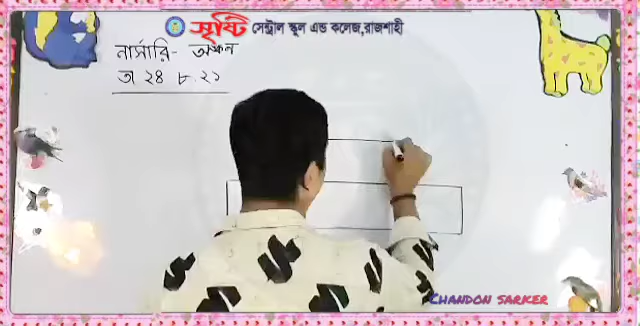 সৃষ্টি সেন্ট্রাল স্কুল এন্ড কলেজ,রাজশাহী
নার্সারি- অঙ্কন
তাং ২৪ ৮.২১
CHANDON SARKER